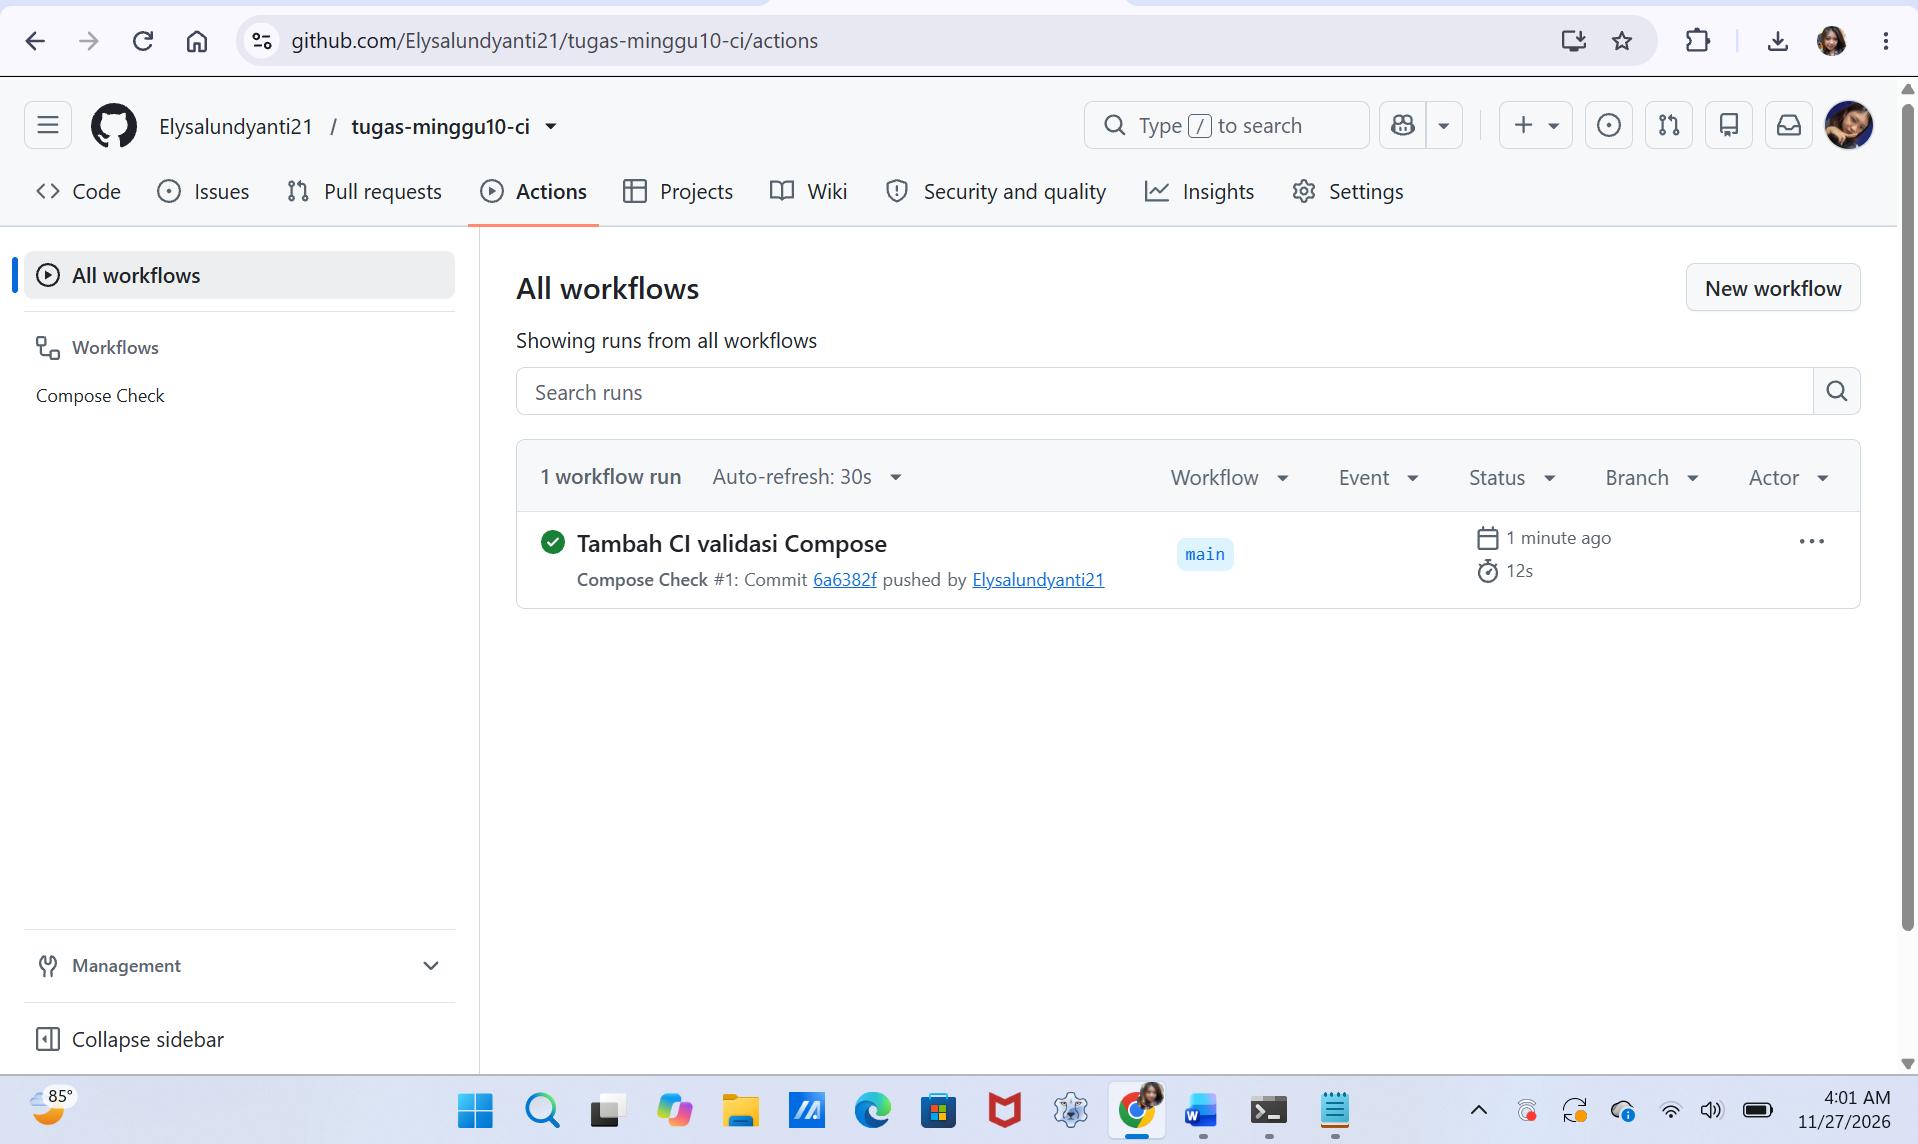 github.com/Elysalundyanti21/tugas-minggu10-ci/actions
Elysalundyanti21 / tugas-minggu10-ci
Type / to search
Code
Issues
Pull requests
Actions
Projects
Wiki
Security and quality
Insights
Settings
All workflows
Workflows
Compose Check
Management
Collapse sidebar
All workflows
New workflow
Showing runs from all workflows
Search runs
1 workflow run
Auto-refresh: 30s
Workflow
Event
Status
Branch
Actor
Tambah CI validasi Compose
Compose Check #1: Commit 6a6382f pushed by Elysalundyanti21
main
1 minute ago
12s
85°
4:01 AM
11/27/2026